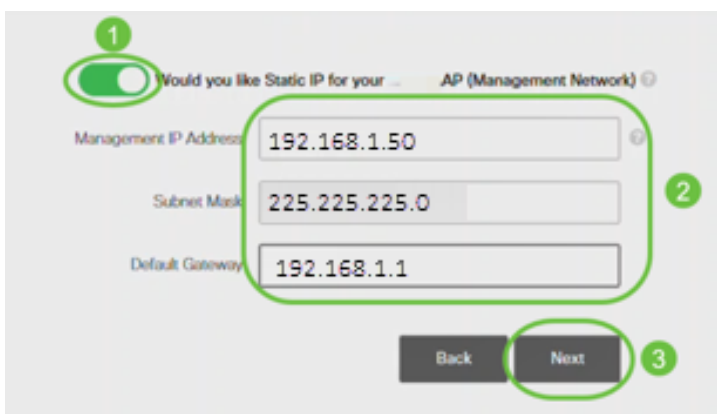 1
Would you like Static IP for your AP (Management Network) ?
Management IP Address 192.168.1.50 ?
Subnet Mask 225.225.225.0
2
Default Gateway 192.168.1.1
Back Next 3